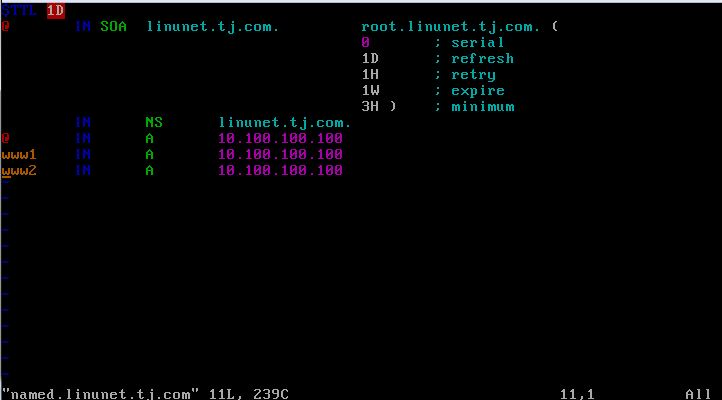 $TTL 1D
@ IN SOA linunet.tj.com. root.linunet.tj.com. (
0 ; serial
1D ; refresh
1H ; retry
1W ; expire
3H ) ; minimum
IN NS linunet.tj.com.
@ IN A 10.100.100.100
www1 IN A 10.100.100.100
www2 IN A 10.100.100.100
~
~
~
~
~
~
~
~
~
~
~
~
~
"named.linunet.tj.com" 11L, 239C 11,1 All